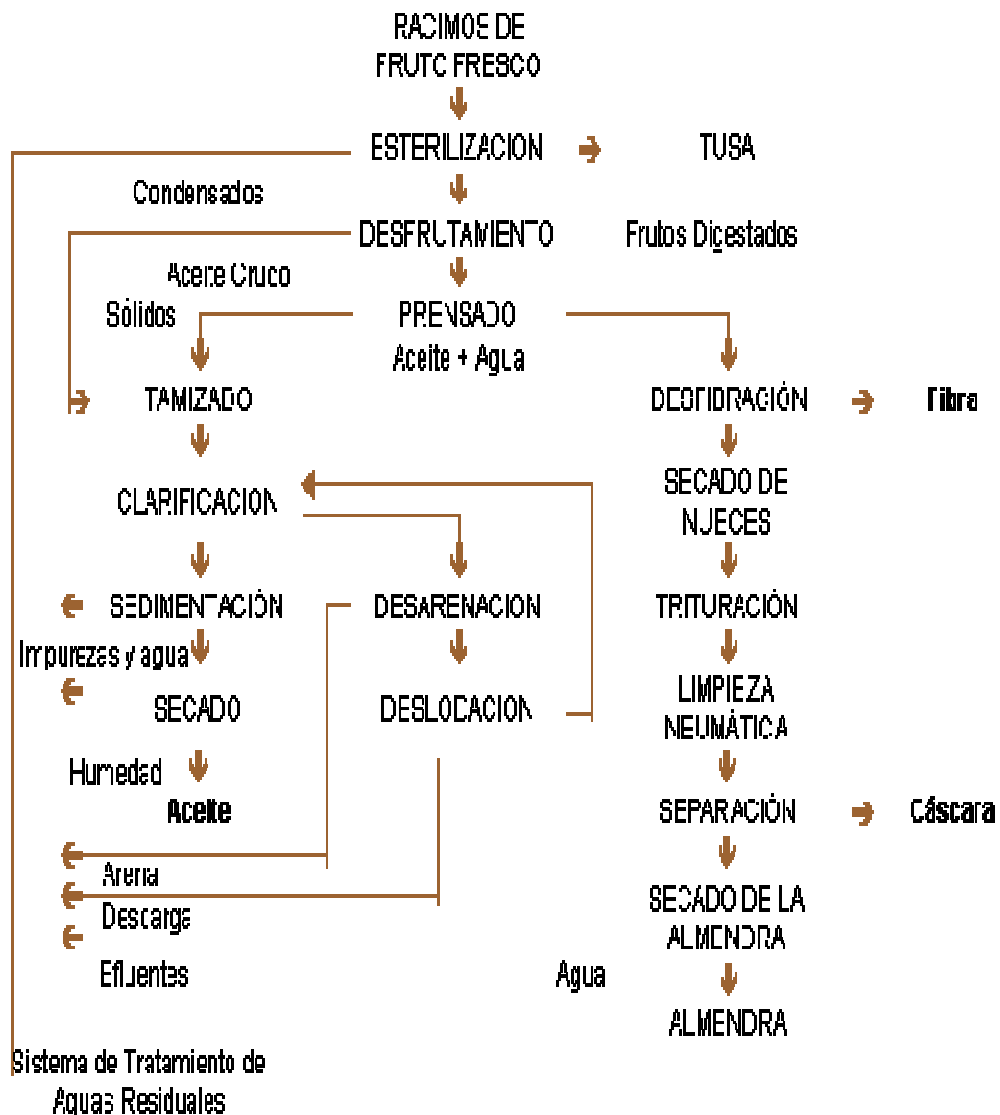 RACIMOS DE
FRUTO FRESCO
ESTERILIZACION
TUSA
Condensados
DESFRUTAMIENTO
Frutos Digestados
Aceite Crudo
Sólidos
PRENSADO
Aceite + Agua
TAMIZADO
DESFIBRACIÓN
Fibra
CLARIFICACION
SECADO DE
NUECES
SEDIMENTACIÓN
DESARENACION
TRITURACIÓN
Impurezas y agua
SECADO
DESLODACION
LIMPIEZA
NEUMÁTICA
Humedad
Aceite
SEPARACIÓN
Cáscara
Arena
Descarga
SECADO DE LA
ALMENDRA
Efluentes
Agua
ALMENDRA
Sistema de Tratamiento de
Aguas Residuales